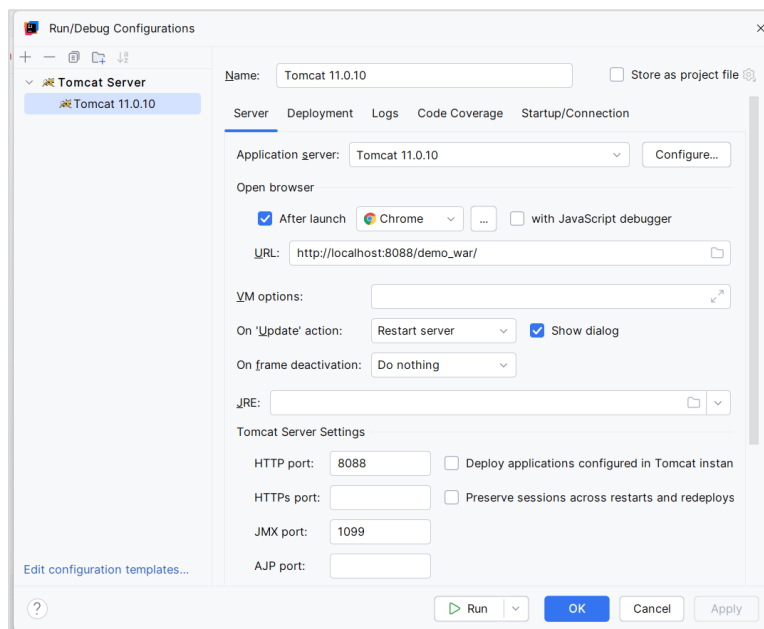 Run/Debug Configurations
Tomcat Server
Tomcat 11.0.10
Edit configuration templates...
Name: Tomcat 11.0.10 Store as project file
Server Deployment Logs Code Coverage Startup/Connection
Application server: Tomcat 11.0.10 Configure...
Open browser
After launch Chrome ... with JavaScript debugger
URL: http://localhost:8088/demo_war/
VM options:
On 'Update' action: Restart server Show dialog
On frame deactivation: Do nothing
JRE:
Tomcat Server Settings
HTTP port: 8088 Deploy applications configured in Tomcat instan
HTTPs port: Preserve sessions across restarts and redeploys
JMX port: 1099
AJP port:
? Run OK Cancel Apply